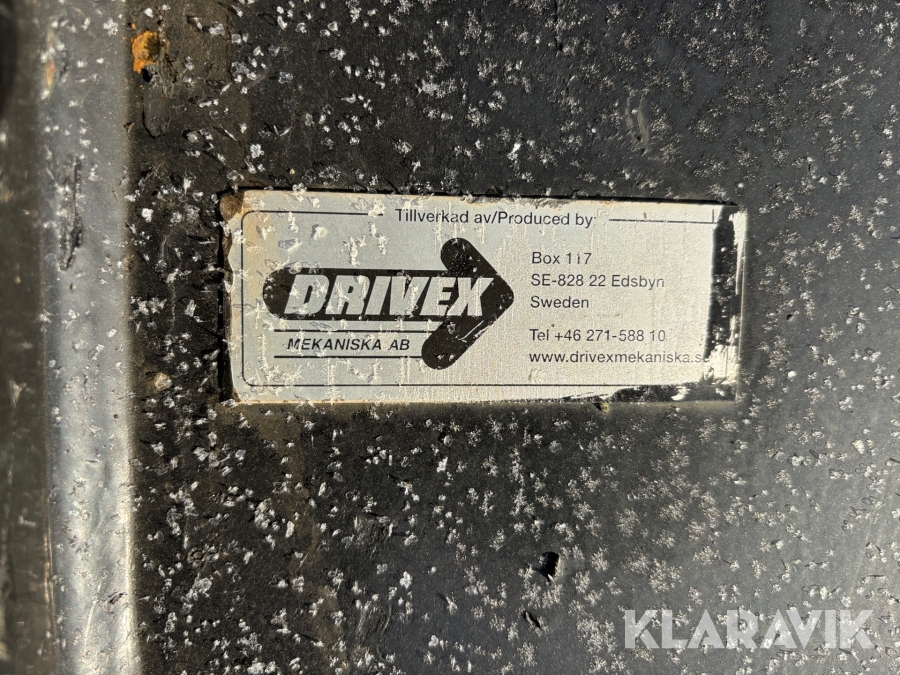 Tillverkad av/Produced by:
DRIVEX
MEKANISKA AB
Box 117
SE-828 22 Edsbyn
Sweden
Tel +46 271-588 10
www.drivexmekaniska.se
KLARAVIK